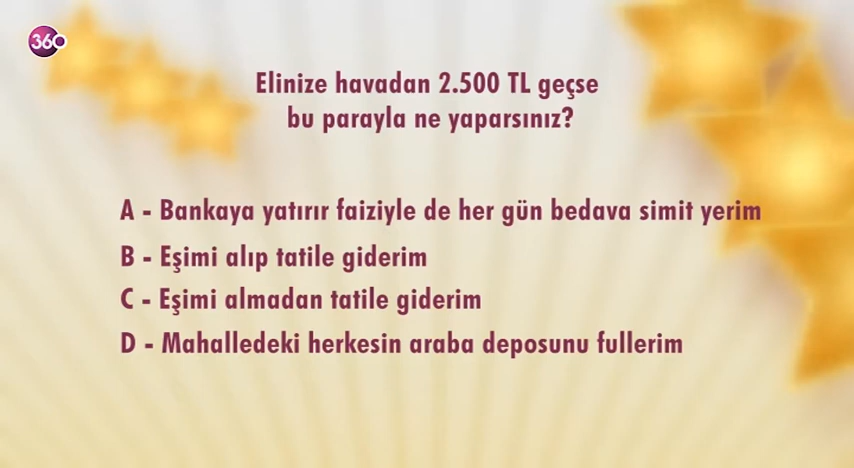 360
Elinize havadan 2.500 TL geçse
bu parayla ne yaparsınız?
A - Bankaya yatırır faiziyle de her gün bedava simit yerim
B - Eşimi alıp tatile giderim
C - Eşimi almadan tatile giderim
D - Mahalledeki herkesin araba deposunu fullerim